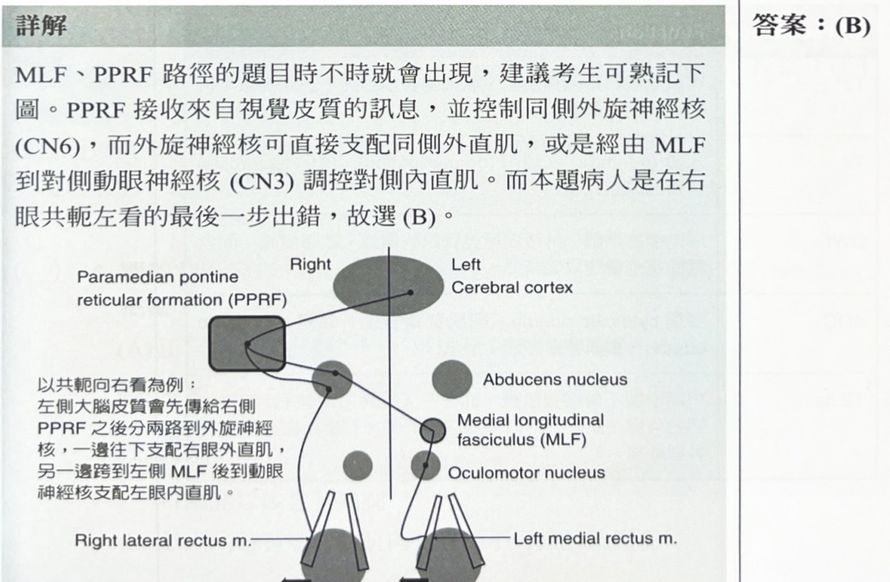 詳解
答案：(B)
MLF、PPRF 路徑的題目時不時就會出現，建議考生可熟記下
圖。PPRF 接收來自視覺皮質的訊息，並控制同側外旋神經核
(CN6)，而外旋神經核可直接支配同側外直肌，或是經由 MLF
到對側動眼神經核 (CN3) 調控對側內直肌。而本題病人是在右
眼共軛左看的最後一步出錯，故選 (B)。
Right
Left
Cerebral cortex
Paramedian pontine
reticular formation (PPRF)
以共軛向右看為例：
左側大腦皮質會先傳給右側
PPRF 之後分兩路到外旋神經
核，一邊往下支配右眼外直肌，
另一邊跨到左側 MLF 後到動眼
神經核支配左眼內直肌。
Abducens nucleus
Medial longitudinal
fasciculus (MLF)
Oculomotor nucleus
Right lateral rectus m.
Left medial rectus m.